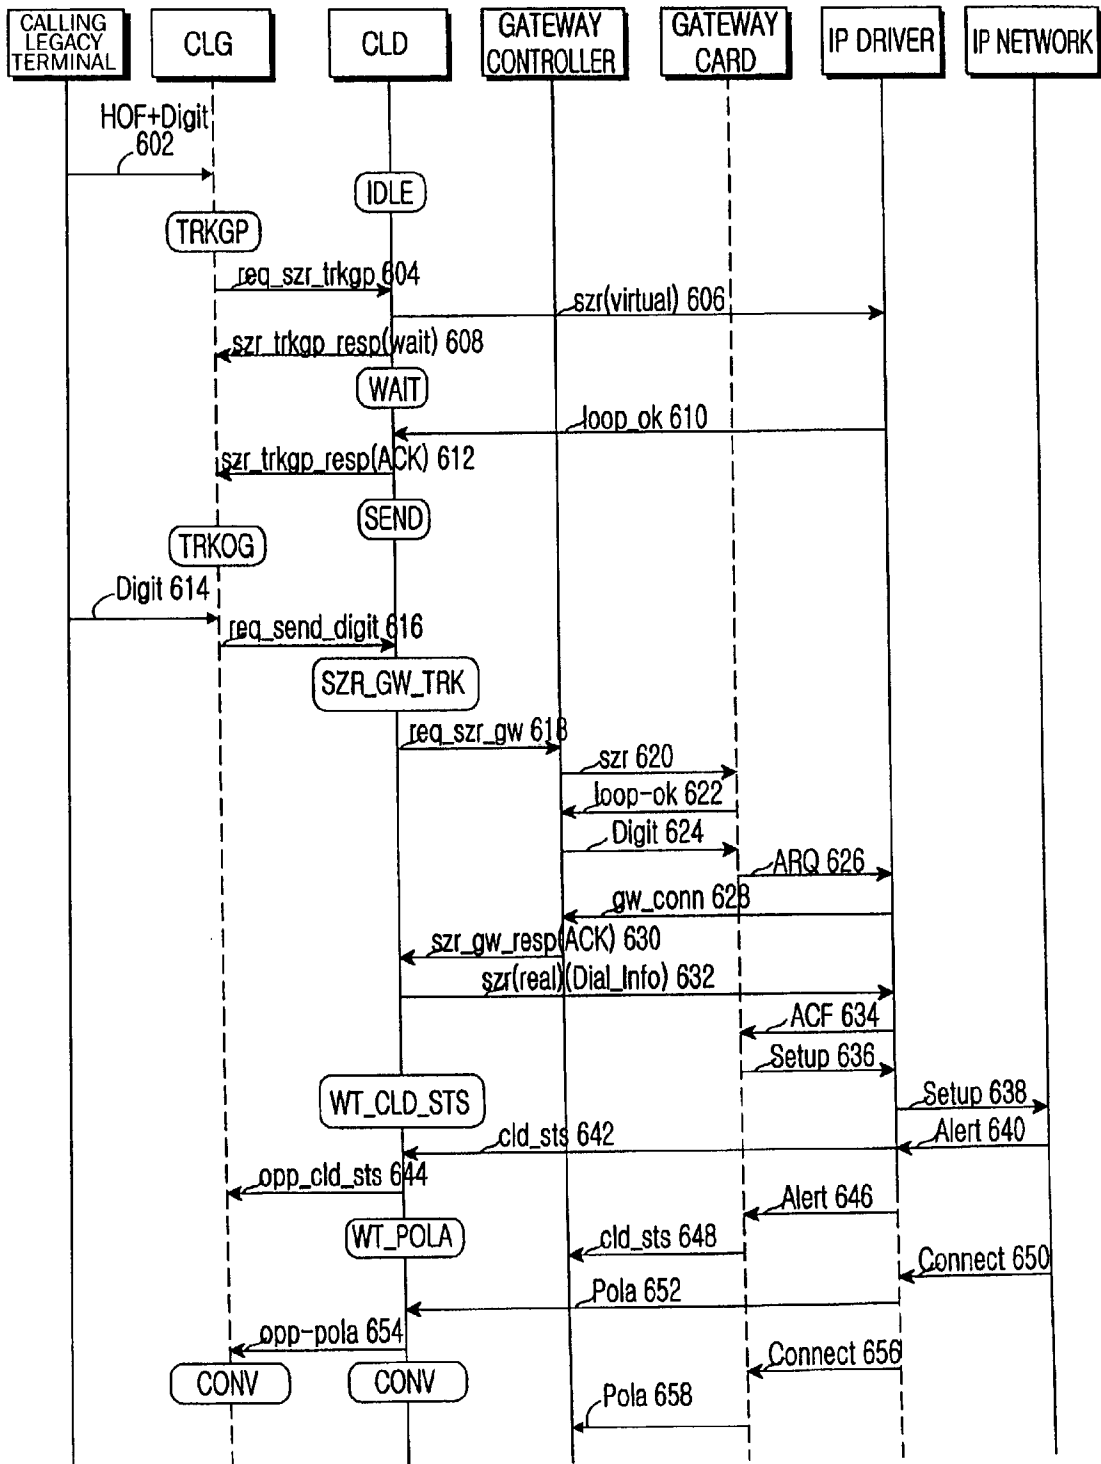 CALLING
LEGACY
TERMINAL
CLG
CLD
GATEWAY
CONTROLLER
GATEWAY
CARD
IP DRIVER
IP NETWORK
HOF+Digit
602
IDLE
TRKGP
req_szr_trkgp 604
szr(virtual) 606
szr_trkgp_resp(wait) 608
WAIT
loop_ok 610
szr_trkgp_resp(ACK) 612
SEND
TRKOG
Digit 614
req_send_digit 616
SZR_GW_TRK
req_szr_gw 618
szr 620
loop-ok 622
Digit 624
ARQ 626
gw_conn 628
szr_gw_resp(ACK) 630
szr(real)(Dial_Info) 632
ACF 634
Setup 636
WT_CLD_STS
Setup 638
Alert 640
cld_sts 642
opp_cld_sts 644
Alert 646
WT_POLA
cld_sts 648
Connect 650
Pola 652
opp-pola 654
Connect 656
CONV
CONV
Pola 658